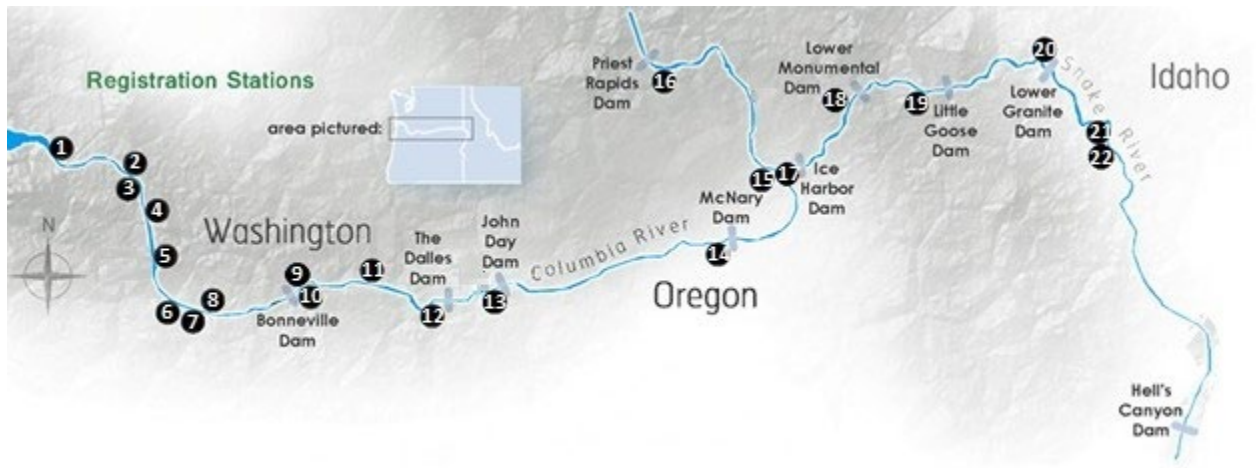 Registration Stations
area pictured:
N
Washington
Oregon
Idaho
Columbia River
Snake River
Priest
Rapids
Dam
Lower
Monumental
Dam
Little
Goose
Dam
Lower
Granite
Dam
Ice
Harbor
Dam
McNary
Dam
John
Day
Dam
The
Dalles
Dam
Bonneville
Dam
Hell's
Canyon
Dam
1
2
3
4
5
6
7
8
9
10
11
12
13
14
15
16
17
18
19
20
21
22